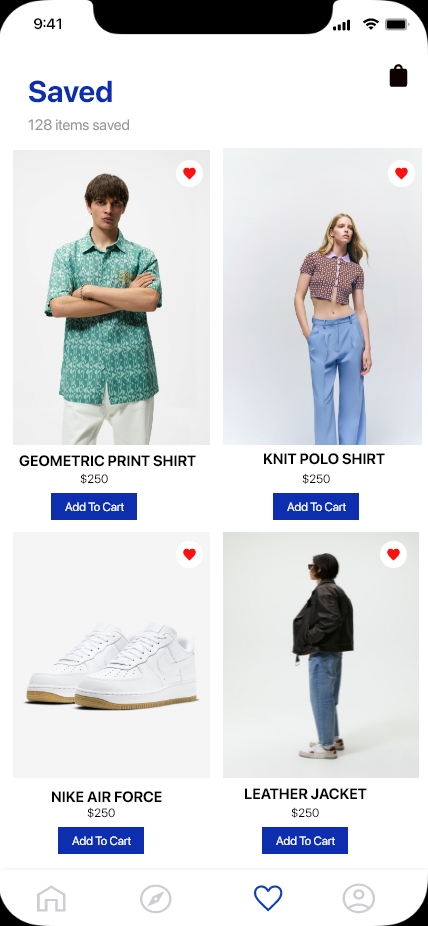 9:41
Saved
128 items saved
GEOMETRIC PRINT SHIRT
$250
Add To Cart
KNIT POLO SHIRT
$250
Add To Cart
NIKE AIR FORCE
$250
Add To Cart
LEATHER JACKET
$250
Add To Cart